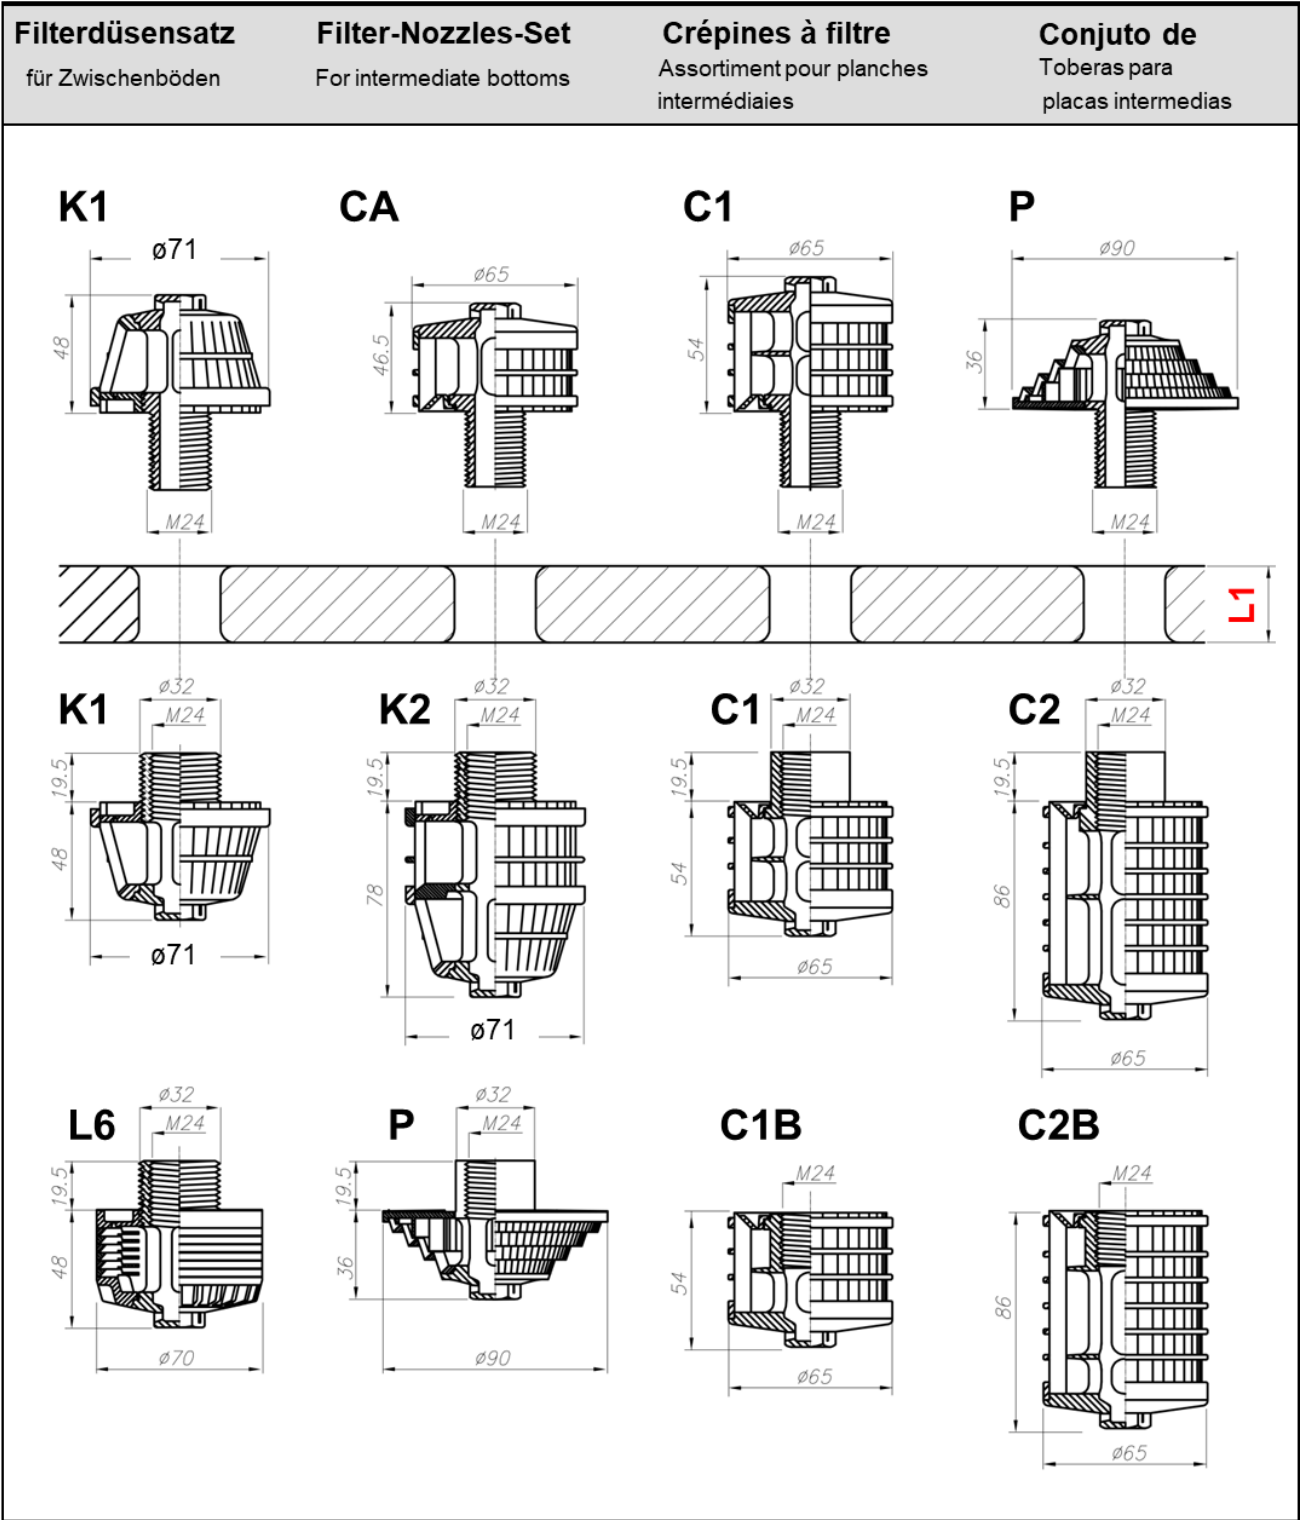 Filterdüsensatz
für Zwischenböden
Filter-Nozzles-Set
For intermediate bottoms
Crépines à filtre
Assortiment pour planches
intermédiaies
Conjuto de
Toberas para
placas intermedias
K1
ø71
48
M24
CA
ø65
46.5
M24
C1
ø65
54
M24
P
ø90
36
M24
L1
K1
ø32
M24
19.5
48
ø71
K2
ø32
M24
19.5
78
ø71
C1
ø32
M24
19.5
54
ø65
C2
ø32
M24
19.5
86
ø65
L6
ø32
M24
19.5
48
ø70
P
ø32
M24
19.5
36
ø90
C1B
M24
54
ø65
C2B
M24
86
ø65